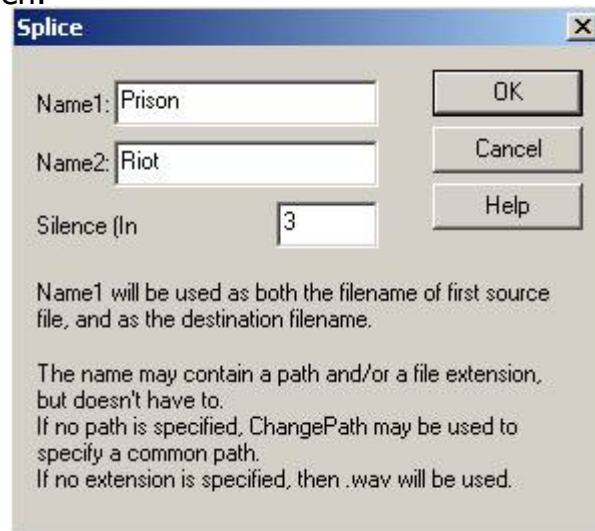 Splice
Name1: Prison
OK
Name2: Riot
Cancel
Silence (In
3
Help
Name1 will be used as both the filename of first source
file, and as the destination filename.
The name may contain a path and/or a file extension,
but doesn't have to.
If no path is specified, ChangePath may be used to
specify a common path.
If no extension is specified, then .wav will be used.